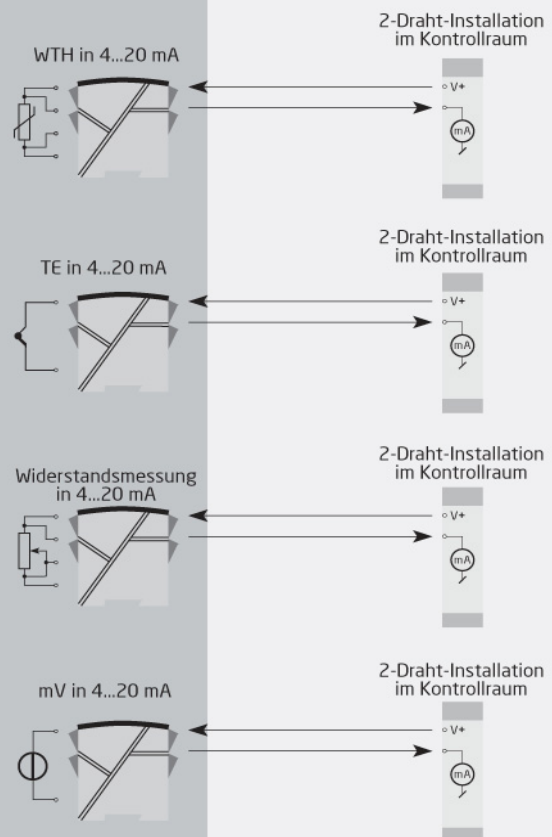 2-Draht-Installation
im Kontrollraum
WTH in 4...20 mA
V+
mA
2-Draht-Installation
im Kontrollraum
TE in 4...20 mA
V+
mA
2-Draht-Installation
im Kontrollraum
Widerstandsmessung
in 4...20 mA
V+
mA
2-Draht-Installation
im Kontrollraum
mV in 4...20 mA
V+
mA